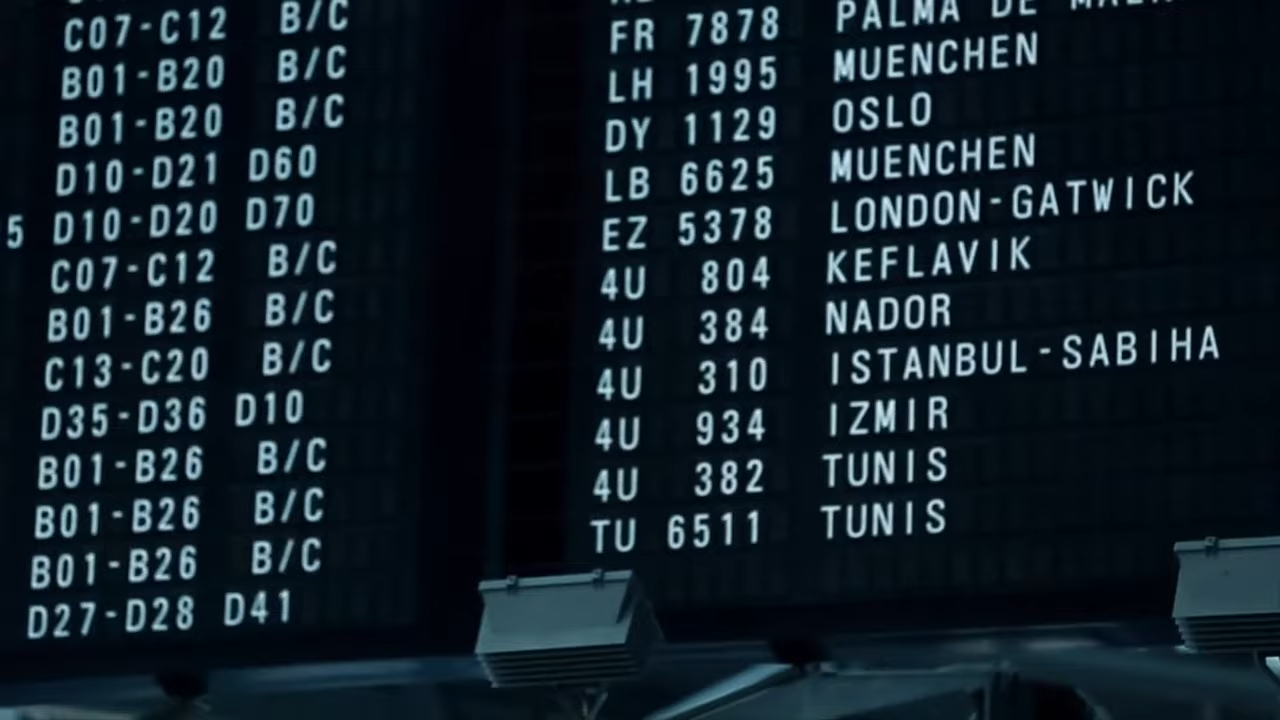 C07-C12 B/C
B01-B20 B/C
B01-B20 B/C
D10-D21 D60
5 D10-D20 D70
C07-C12 B/C
B01-B26 B/C
C13-C20 B/C
D35-D36 D10
B01-B26 B/C
B01-B26 B/C
B01-B26 B/C
D27-D28 D41
FR 7878 PALMA DE
LH 1995 MUENCHEN
DY 1129 OSLO
LB 6625 MUENCHEN
EZ 5378 LONDON-GATWICK
4U 804 KEFLAVIK
4U 384 NADOR
4U 310 ISTANBUL-SABIHA
4U 934 IZMIR
4U 382 TUNIS
TU 6511 TUNIS